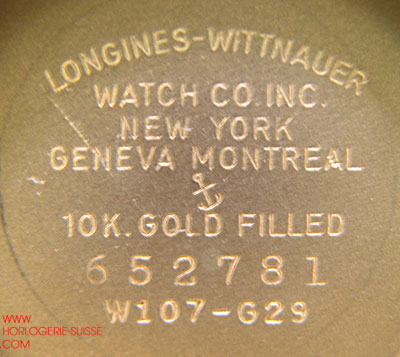 LONGINES-WITTNAUER
WATCH CO. INC.
NEW YORK
GENEVA MONTREAL
10K. GOLD FILLED
652781
W107-G29
WWW.
HORLOGERIE-SUISSE
.COM